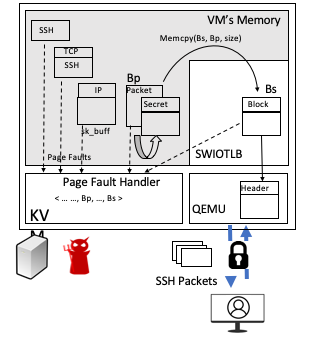 VM's Memory
SSH
Memcpy(Bs, Bp, size)
TCP
SSH
Bp
Packet
Bs
IP
Secret
Block
sk_buff
SWIOTLB
Page Faults
Page Fault Handler
< ... ..., Bp, ..., Bs >
Header
QEMU
KV
M
SSH Packets